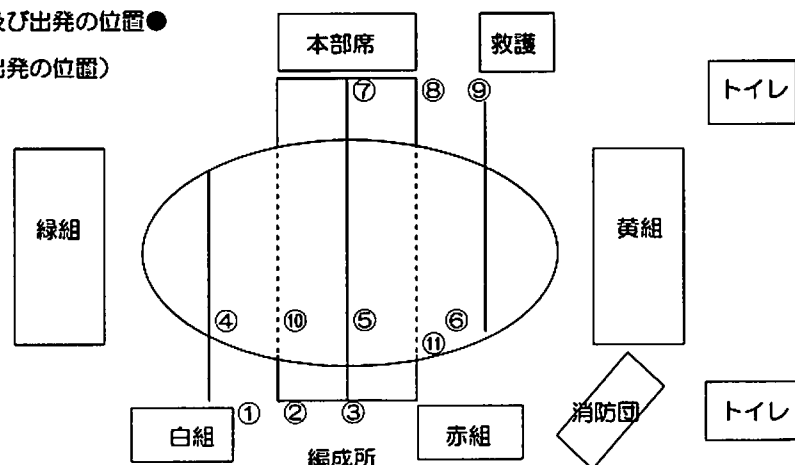 及び出発の位置●
本部席
救護
出発の位置)
⑦
⑧
⑨
トイレ
緑組
黄組
④
⑩
⑤
⑥
⑪
①
②
③
白組
編成所
赤組
消防団
トイレ